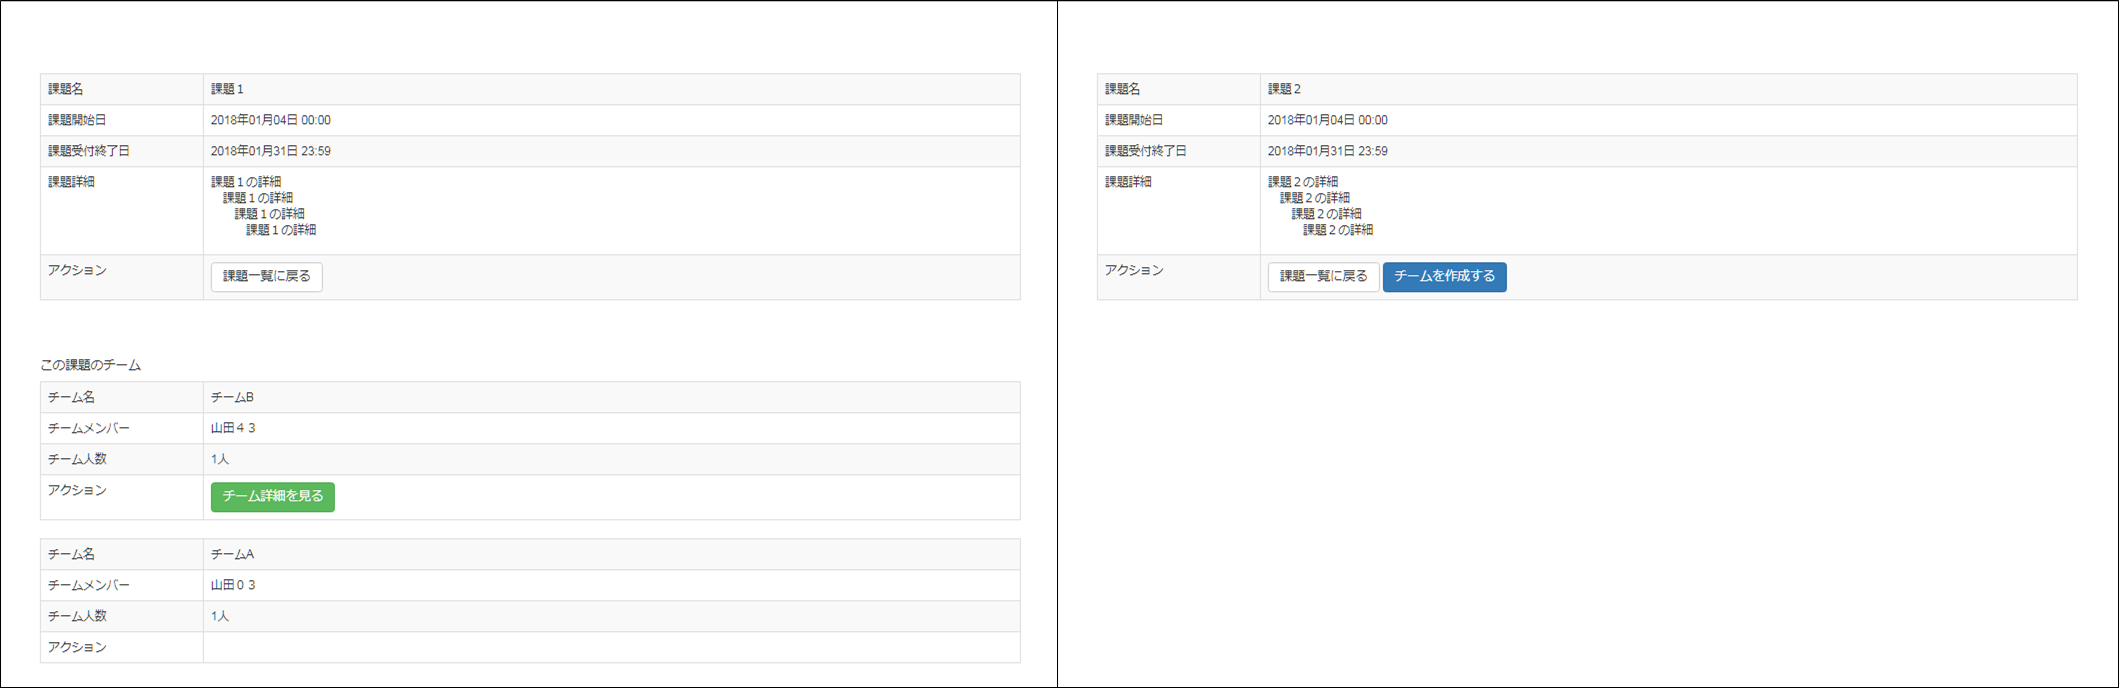 課題名 課題１
課題開始日 2018年01月04日 00:00
課題受付終了日 2018年01月31日 23:59
課題詳細 課題１の詳細
課題１の詳細
課題１の詳細
課題１の詳細
アクション 課題一覧に戻る
この課題のチーム
チーム名 チームB
チームメンバー 山田４３
チーム人数 1人
アクション チーム詳細を見る
チーム名 チームA
チームメンバー 山田０３
チーム人数 1人
アクション
課題名 課題２
課題開始日 2018年01月04日 00:00
課題受付終了日 2018年01月31日 23:59
課題詳細 課題２の詳細
課題２の詳細
課題２の詳細
課題２の詳細
アクション 課題一覧に戻る チームを作成する